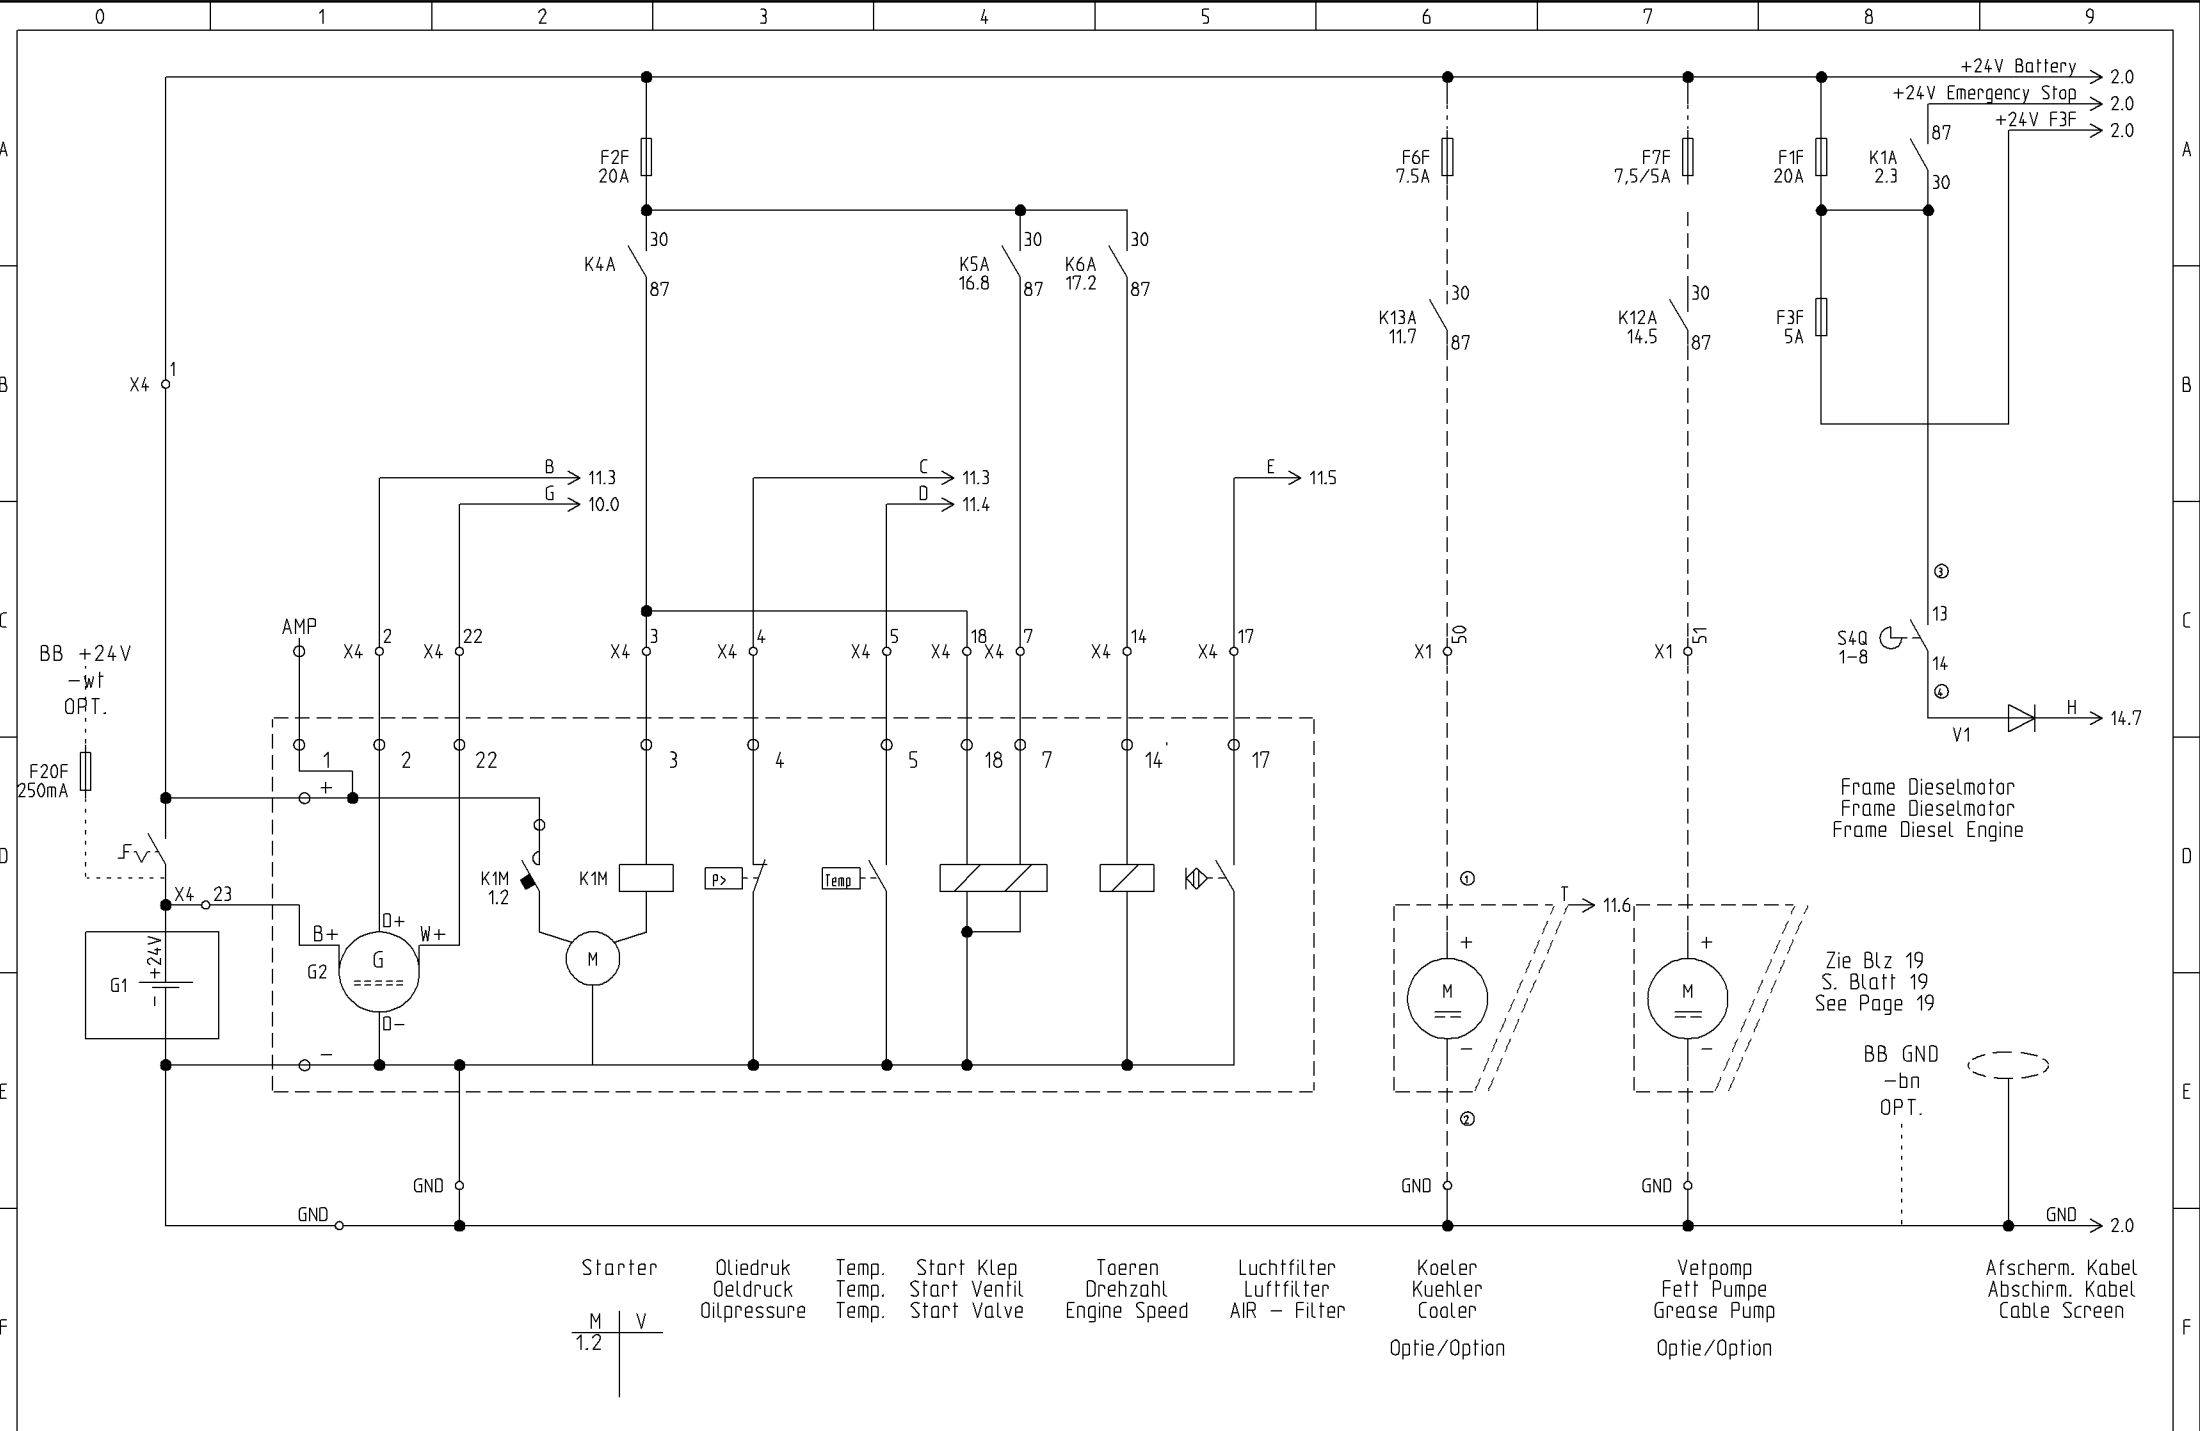 0 1 2 3 4 5 6 7 8 9
+24V Battery 2.0
+24V Emergency Stop 2.0
+24V F3F 2.0
A A
F2F
20A
F6F
7.5A
F7F
7,5/5A
F1F
20A
K1A
2.3
87
30
K4A
30
87
K5A
16.8
30
87
K6A
17.2
30
87
K13A
11.7
30
87
K12A
14.5
30
87
F3F
5A
B B
X4 1
B 11.3
G 10.0
C 11.3
D 11.4
E 11.5
C C
AMP
X4 2
X4 22
X4 3
X4 4
X4 5
X4 18
X4 7
X4 14
X4 17
X1 50
X1 51
3
S4Q
1-8
13
14
4
H 14.7
V1
BB +24V
-wt
OPT.
F20F
250mA
1 2 22 3 4 5 18 7 14' 17
+
Frame Dieselmotor
Frame Dieselmotor
Frame Diesel Engine
D D
K1M
1.2
K1M
P>
Temp
X4 23
1
T 11.6
G1
+24V
-
B+
D+
W+
G2
G
D-
M
+
M
-
+
M
-
Zie Blz 19
S. Blatt 19
See Page 19
-
BB GND
-bn
OPT.
E E
2
GND
GND
GND
GND
GND 2.0
Starter
M V
1.2
Oliedruk
Oeldruck
Oilpressure
Temp.
Temp.
Temp.
Start Klep
Start Ventil
Start Valve
Toeren
Drehzahl
Engine Speed
Luchtfilter
Luftfilter
AIR - Filter
Koeler
Kuehler
Cooler
Optie/Option
Vetpomp
Fett Pumpe
Grease Pump
Optie/Option
Afscherm. Kabel
Abschirm. Kabel
Cable Screen
F F